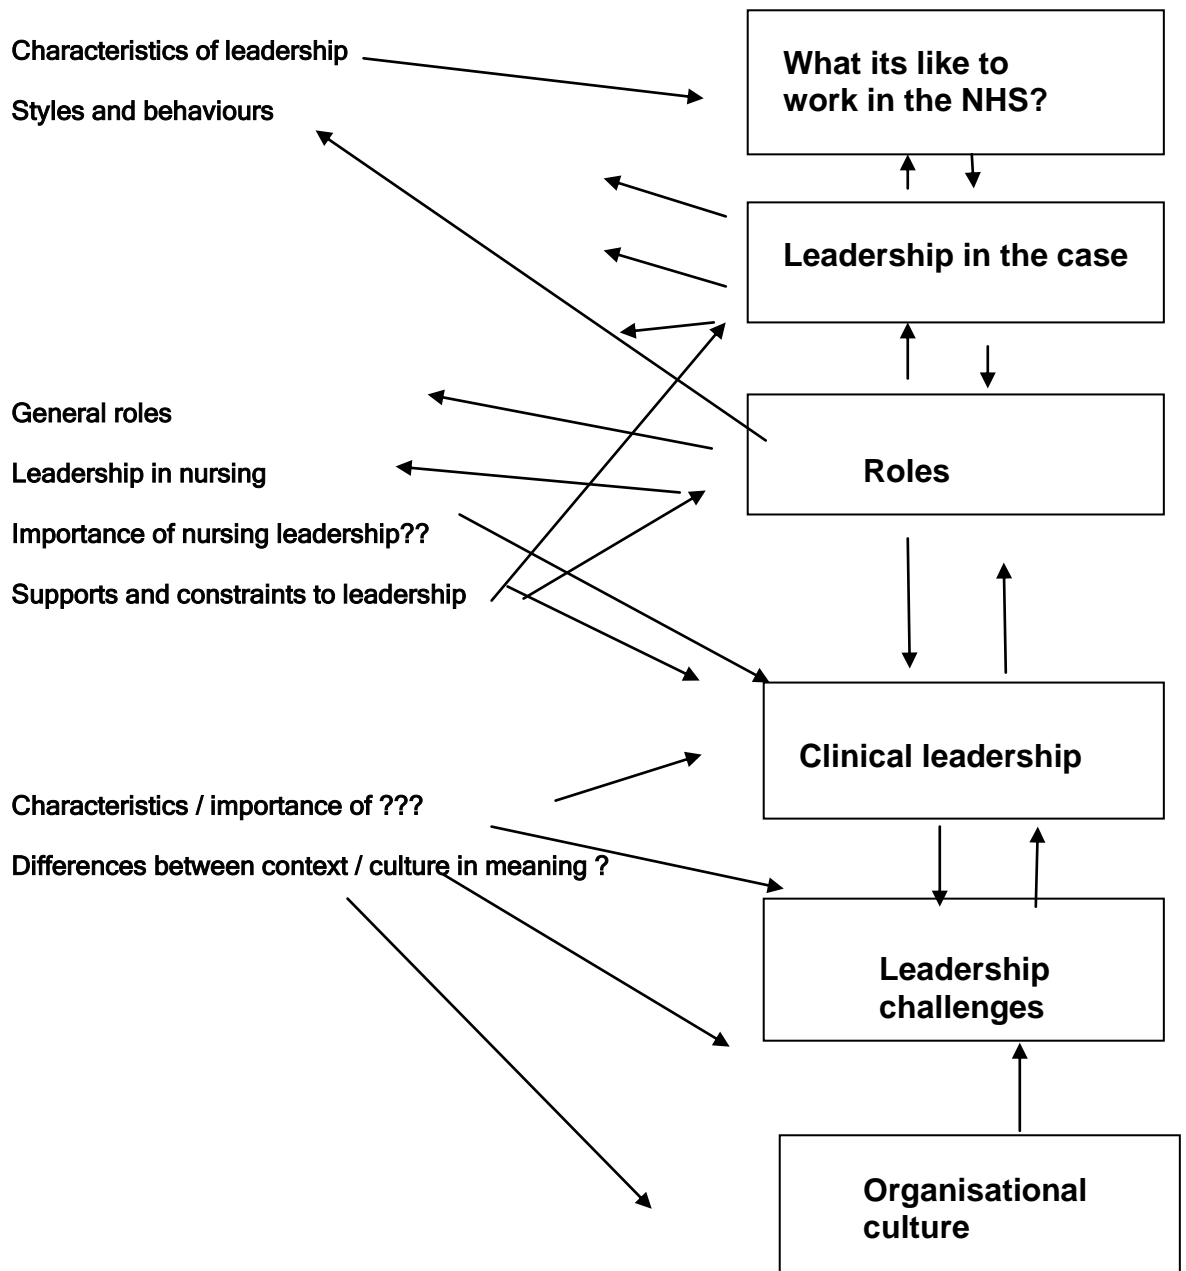 Characteristics of leadership
Styles and behaviours
General roles
Leadership in nursing
Importance of nursing leadership??
Supports and constraints to leadership
Characteristics / importance of ???
Differences between context / culture in meaning ?
What its like to
work in the NHS?
Leadership in the case
Roles
Clinical leadership
Leadership
challenges
Organisational
culture